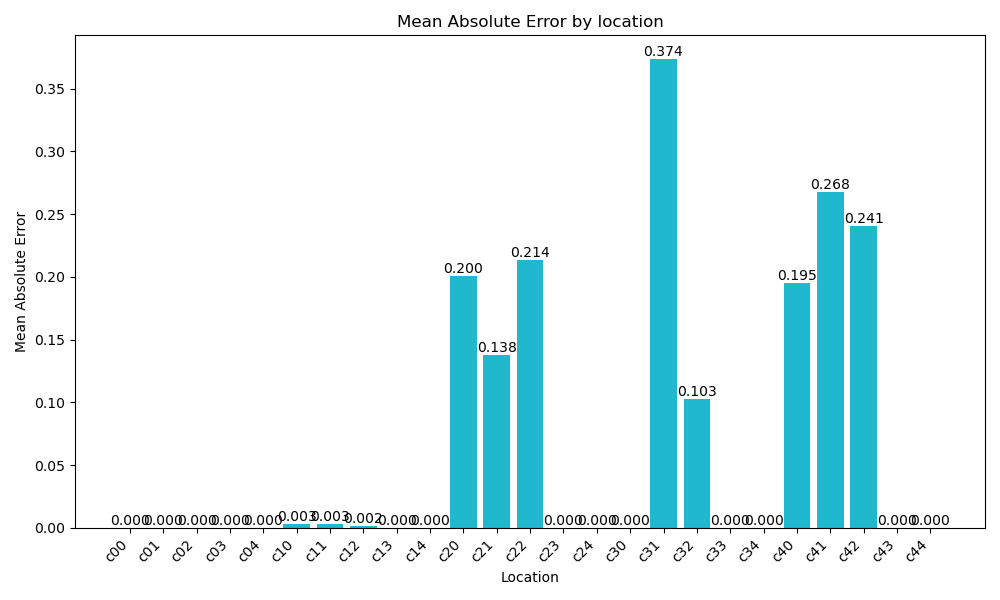 Mean Absolute Error by location
Mean Absolute Error
0.35
0.30
0.25
0.20
0.15
0.10
0.05
0.00
0.000 0.000 0.000 0.000 0.000 0.003 0.003 0.002 0.000 0.000 0.200 0.138 0.214 0.000 0.000 0.000 0.374 0.103 0.000 0.000 0.195 0.268 0.241 0.000 0.000
c00 c01 c02 c03 c04 c10 c11 c12 c13 c14 c20 c21 c22 c23 c24 c30 c31 c32 c33 c34 c40 c41 c42 c43 c44
Location